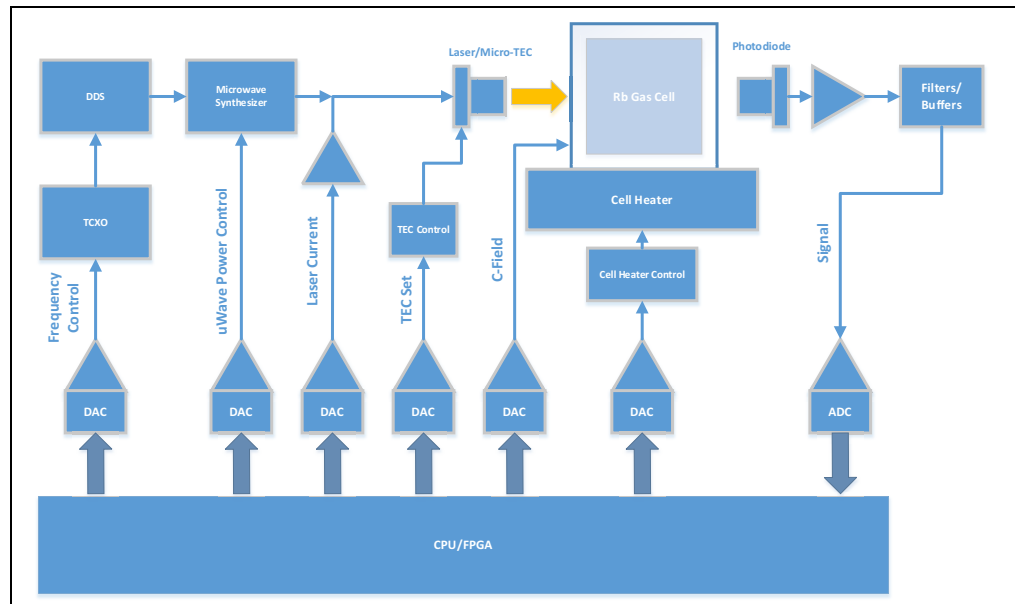 Laser/Micro-TEC
Photodiode
DDS
Microwave
Synthesizer
Rb Gas Cell
Filters/
Buffers
TCXO
TEC Control
Cell Heater
Cell Heater Control
Frequency
Control
uWave Power Control
Laser Current
TEC Set
C-Field
Signal
DAC
DAC
DAC
DAC
DAC
DAC
ADC
CPU/FPGA